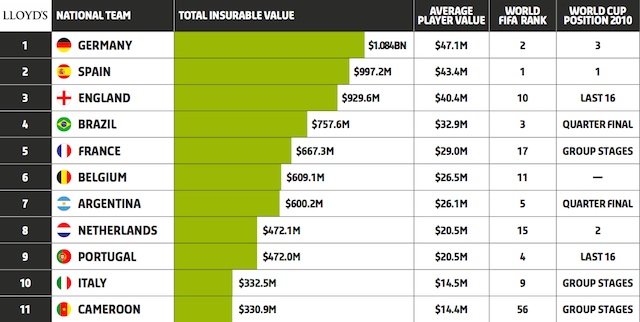 LLOYD'S NATIONAL TEAM TOTAL INSURABLE VALUE AVERAGE PLAYER VALUE WORLD FIFA RANK WORLD CUP POSITION 2010
1 GERMANY $1.084BN $47.1M 2 3
2 SPAIN $997.2M $43.4M 1 1
3 ENGLAND $929.6M $40.4M 10 LAST 16
4 BRAZIL $757.6M $32.9M 3 QUARTER FINAL
5 FRANCE $667.3M $29.0M 17 GROUP STAGES
6 BELGIUM $609.1M $26.5M 11 —
7 ARGENTINA $600.2M $26.1M 5 QUARTER FINAL
8 NETHERLANDS $472.1M $20.5M 15 2
9 PORTUGAL $472.0M $20.5M 4 LAST 16
10 ITALY $332.5M $14.5M 9 GROUP STAGES
11 CAMEROON $330.9M $14.4M 56 GROUP STAGES